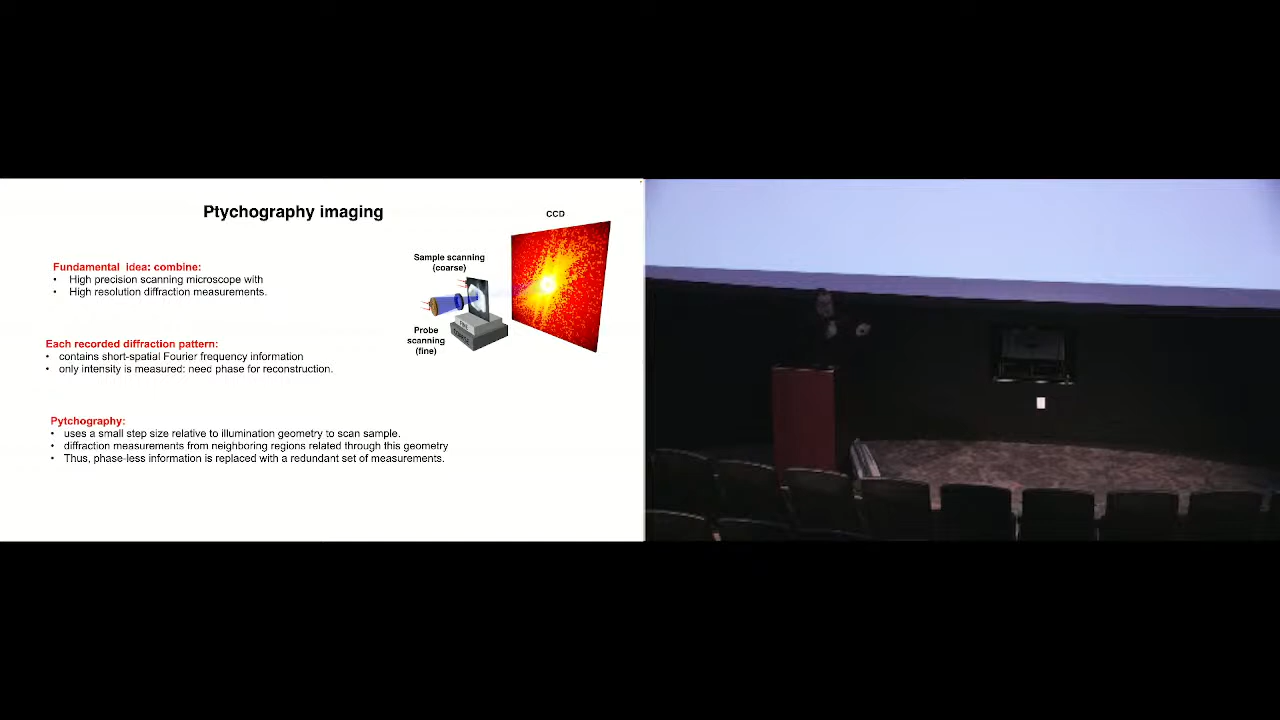 Ptychography imaging
CCD
Sample scanning
(coarse)
Fundamental idea: combine:
• High precision scanning microscope with
• High resolution diffraction measurements.
Probe
scanning
(fine)
Each recorded diffraction pattern:
• contains short-spatial Fourier frequency information
• only intensity is measured: need phase for reconstruction.
Pytchography:
• uses a small step size relative to illumination geometry to scan sample.
• diffraction measurements from neighboring regions related through this geometry
• Thus, phase-less information is replaced with a redundant set of measurements.